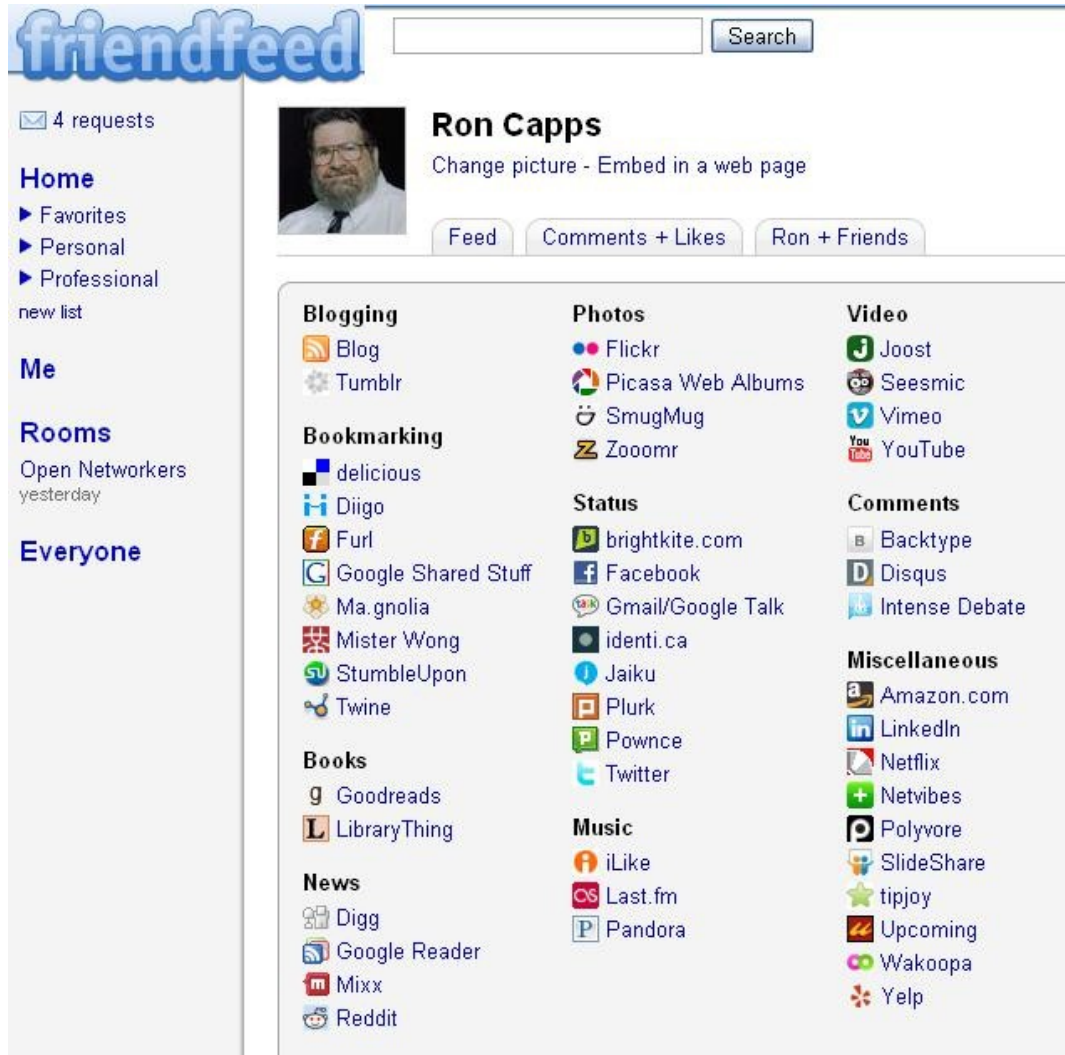 friendfeed
Search
4 requests
Home
Favorites
Personal
Professional
new list
Me
Rooms
Open Networkers
yesterday
Everyone
Ron Capps
Change picture - Embed in a web page
Feed
Comments + Likes
Ron + Friends
Blogging
Blog
Tumblr
Bookmarking
delicious
Diigo
Furl
Google Shared Stuff
Ma.gnolia
Mister Wong
StumbleUpon
Twine
Books
Goodreads
LibraryThing
News
Digg
Google Reader
Mixx
Reddit
Photos
Flickr
Picasa Web Albums
SmugMug
Zooomr
Status
brightkite.com
Facebook
Gmail/Google Talk
identi.ca
Jaiku
Plurk
Pownce
Twitter
Music
iLike
Last.fm
Pandora
Video
Joost
Seesmic
Vimeo
YouTube
Comments
Backtype
Disqus
Intense Debate
Miscellaneous
Amazon.com
LinkedIn
Netflix
Netvibes
Polyvore
SlideShare
tipjoy
Upcoming
Wakoopa
Yelp